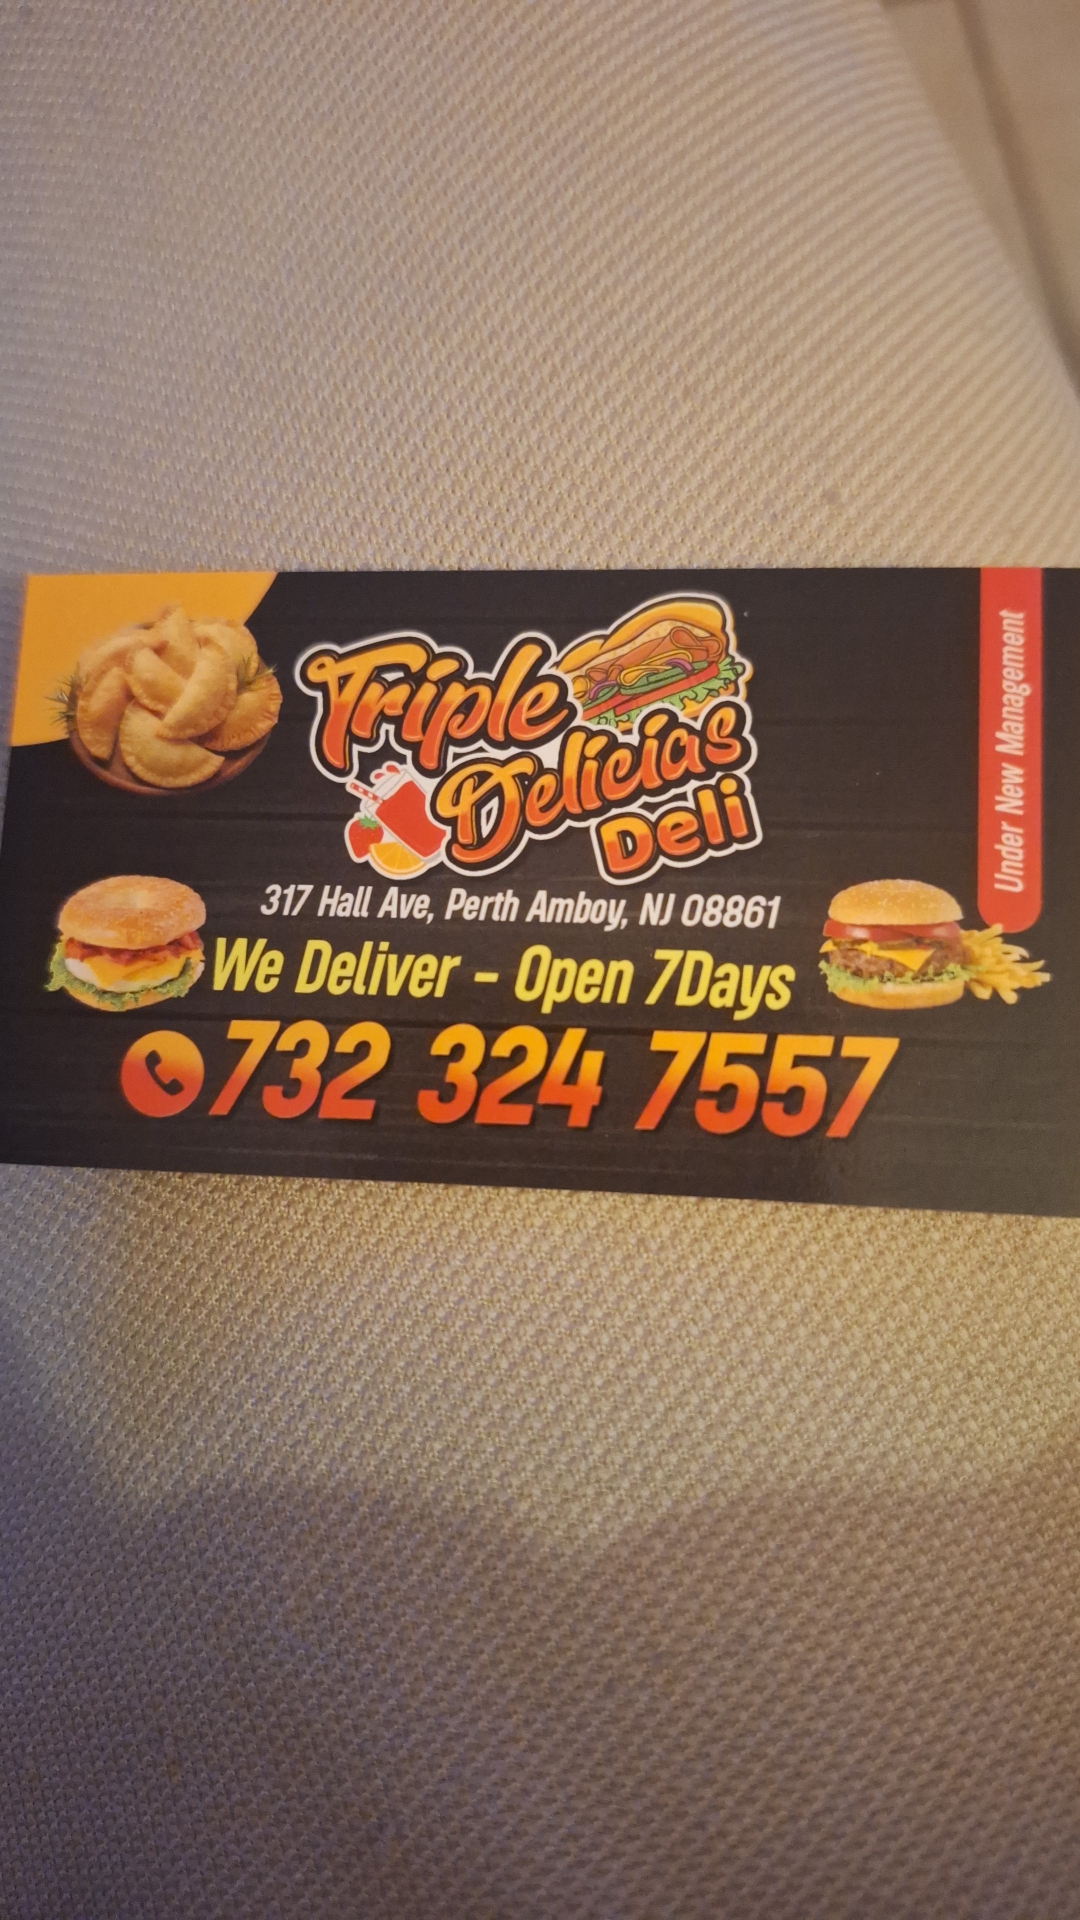 Triple
Delicias
Deli
317 Hall Ave, Perth Amboy, NJ 08861
We Deliver - Open 7Days
732 324 7557
Under New Management